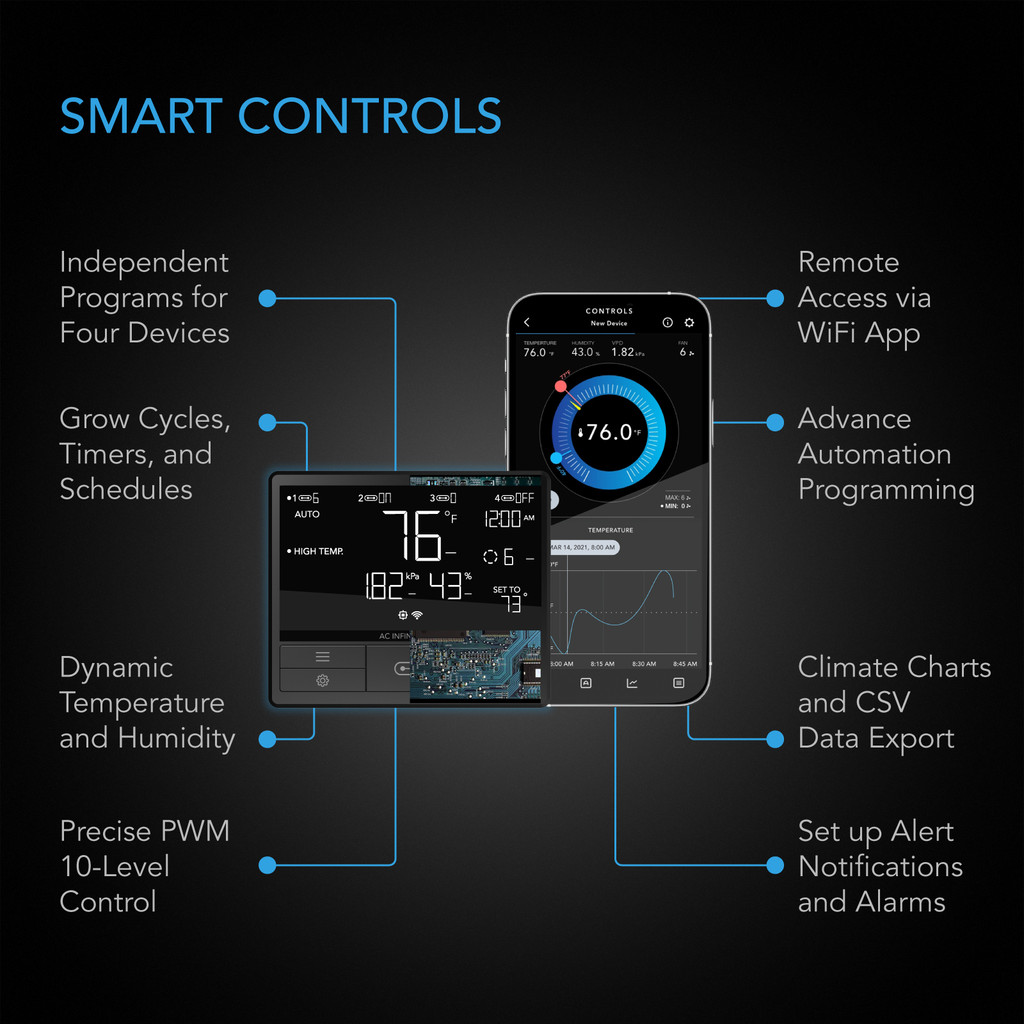 SMART CONTROLS
Independent
Programs for
Four Devices
Grow Cycles,
Timers, and
Schedules
Dynamic
Temperature
and Humidity
Precise PWM
10-Level
Control
Remote
Access via
WiFi App
Advance
Automation
Programming
Climate Charts
and CSV
Data Export
Set up Alert
Notifications
and Alarms
CONTROLS
New Device
TEMPERTURE HUMIDITY VPD FAN
76.0 °F 43.0 % 1.82 kPa 6
77°F
76.0 °F
MAX: 6
• MIN: 0
TEMPERATURE
MAR 14, 2021, 8:00 AM
°F
8:00 AM 8:15 AM 8:30 AM 8:45 AM
• 1 6 2 ON 3 0 4 OFF
AUTO
76 °F 12:00 AM
• HIGH TEMP.
6
1.82 kPa 43 %
SET TO
73 °
AC INFIN